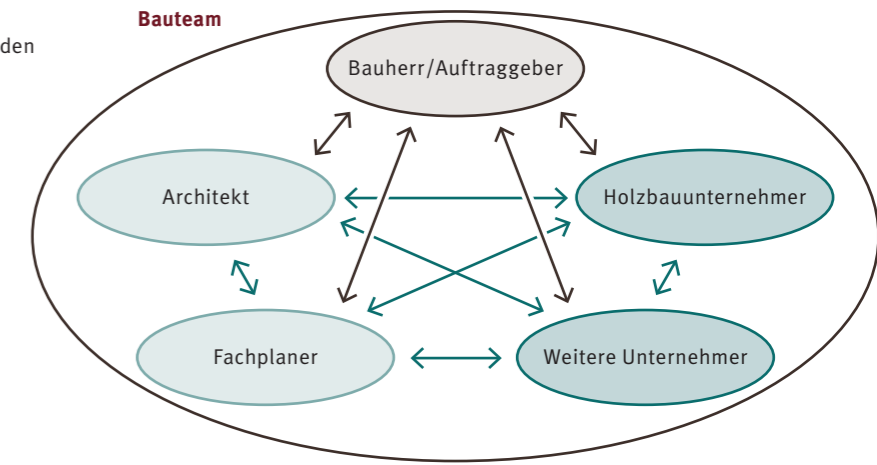 Bauteam
den
Bauherr/Auftraggeber
Architekt
Holzbauunternehmer
Fachplaner
Weitere Unternehmer